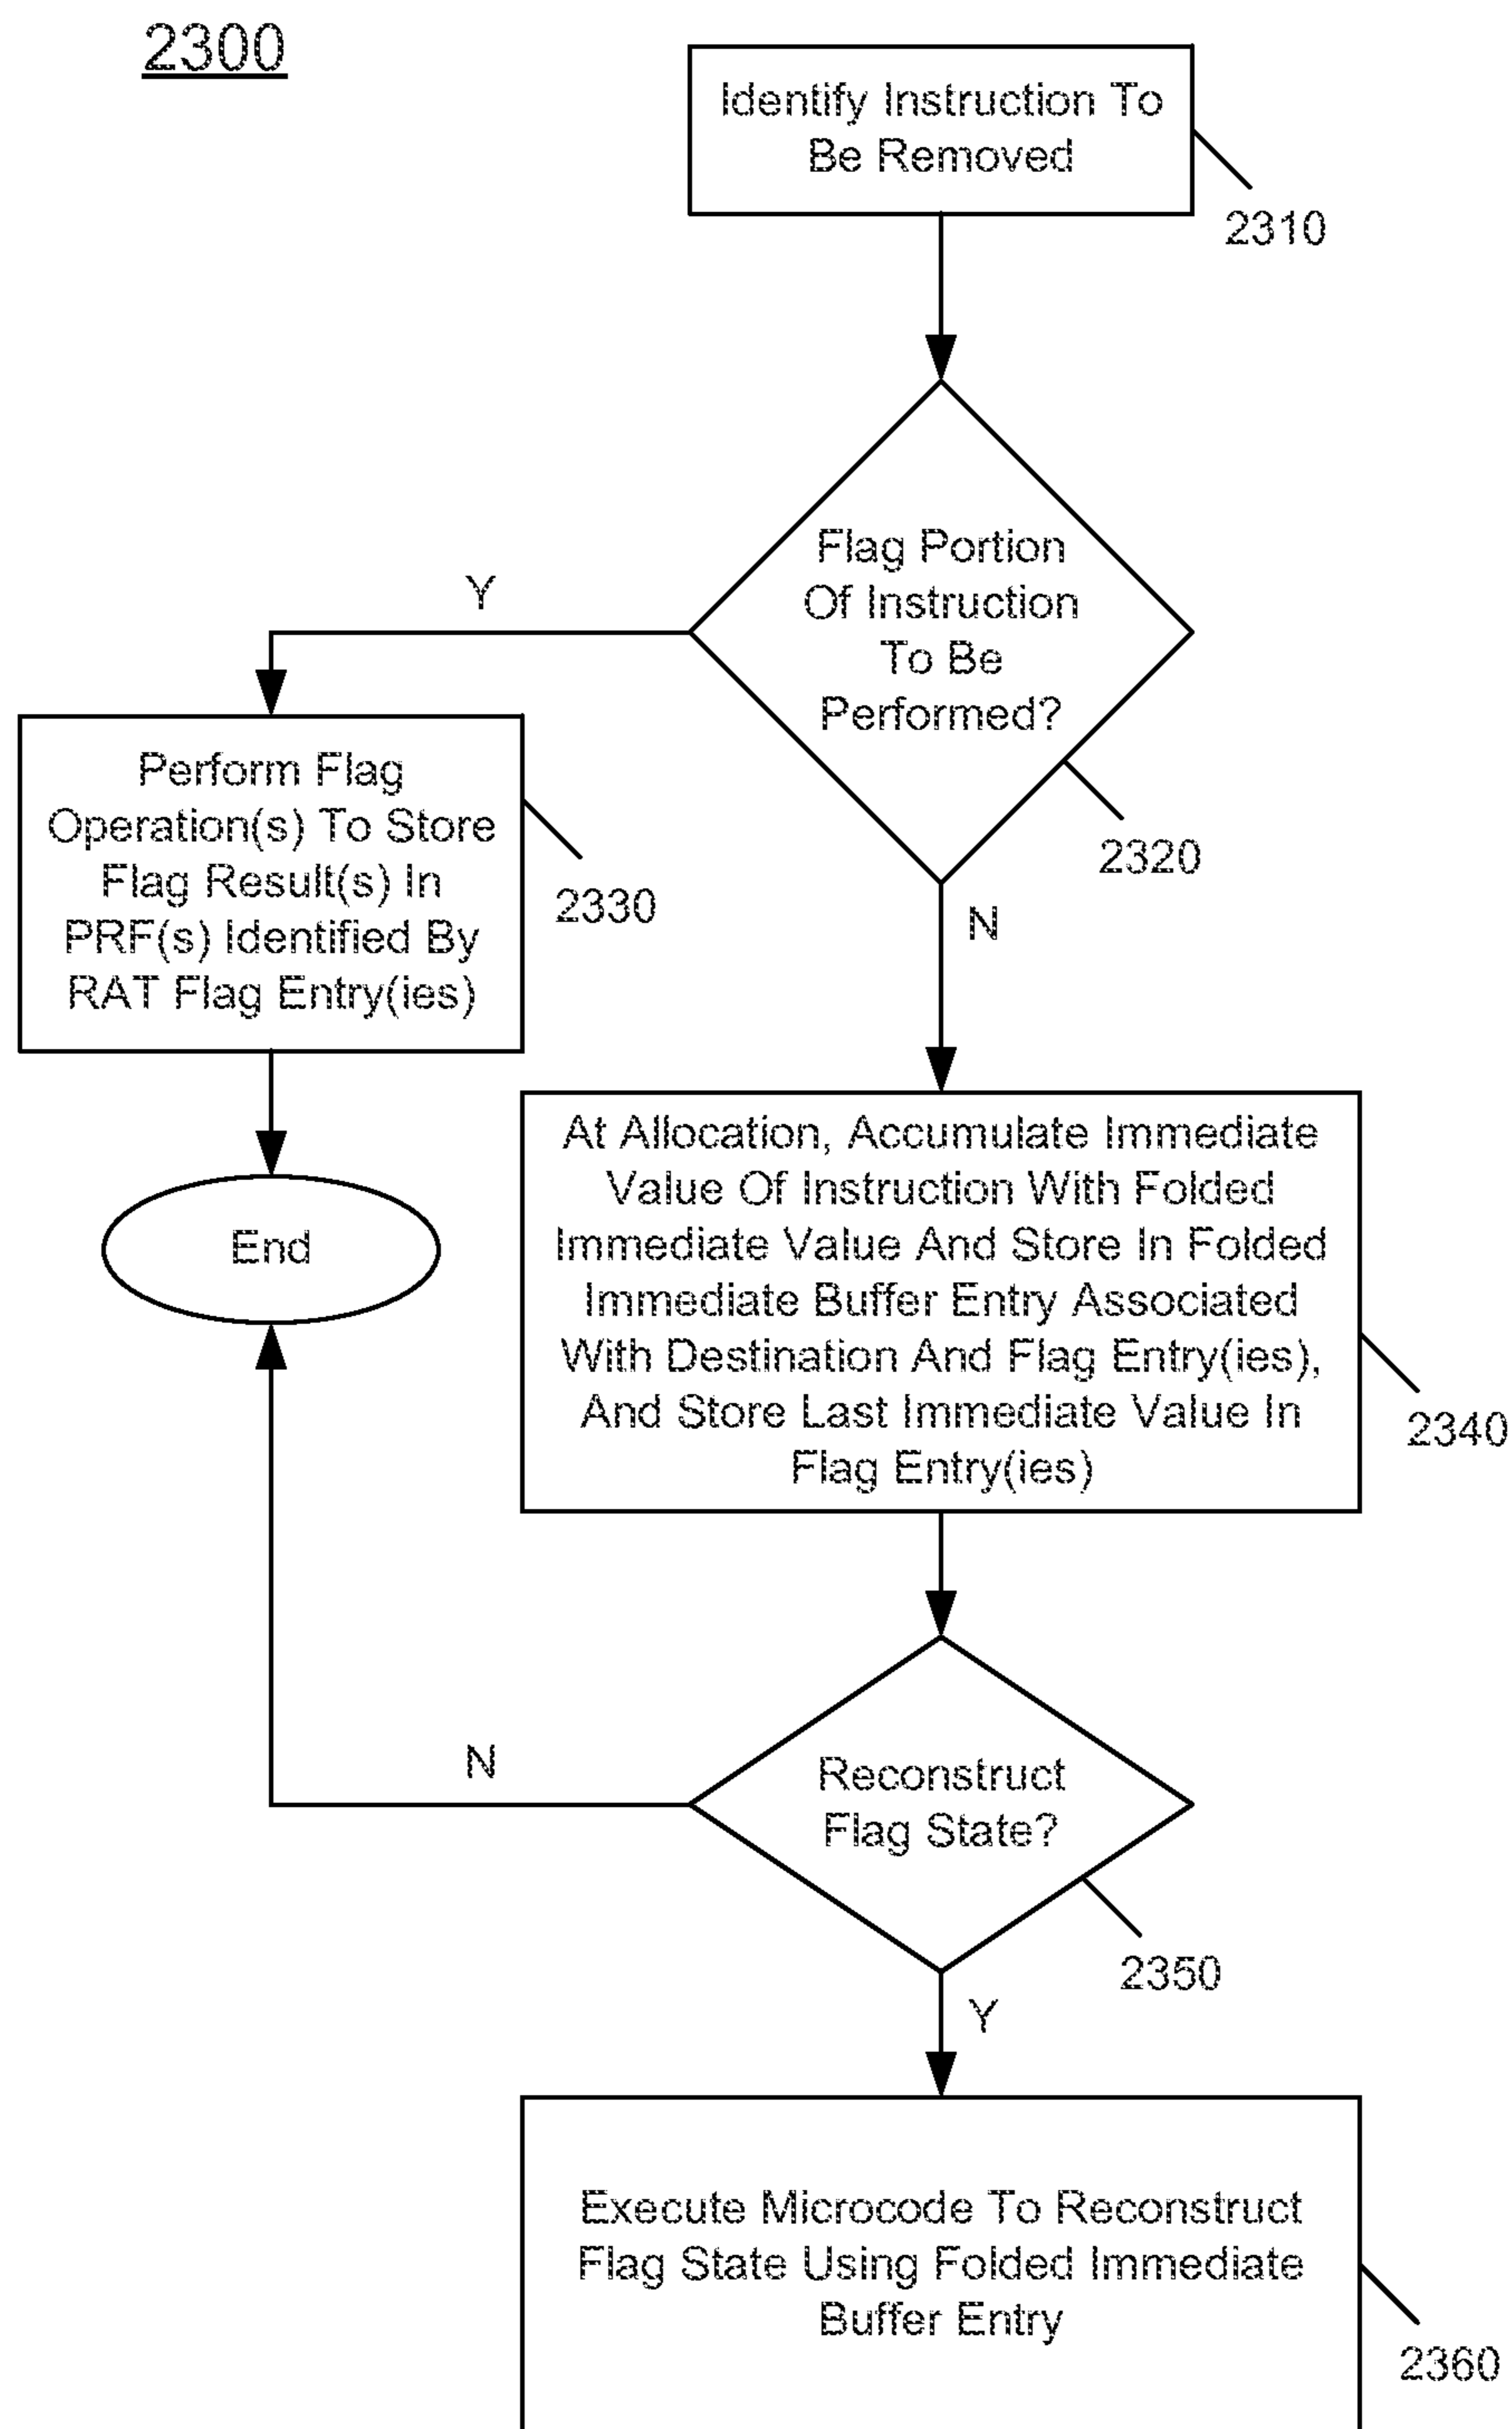 2300
Identify Instruction To
Be Removed
2310
Flag Portion
Of Instruction
To Be
Performed?
2320
Y
N
Perform Flag
Operation(s) To Store
Flag Result(s) In
PRF(s) Identified By
RAT Flag Entry(ies)
2330
End
At Allocation, Accumulate Immediate
Value Of Instruction With Folded
Immediate Value And Store In Folded
Immediate Buffer Entry Associated
With Destination And Flag Entry(ies),
And Store Last Immediate Value In
Flag Entry(ies)
2340
Reconstruct
Flag State?
2350
N
Y
Execute Microcode To Reconstruct
Flag State Using Folded Immediate
Buffer Entry
2360